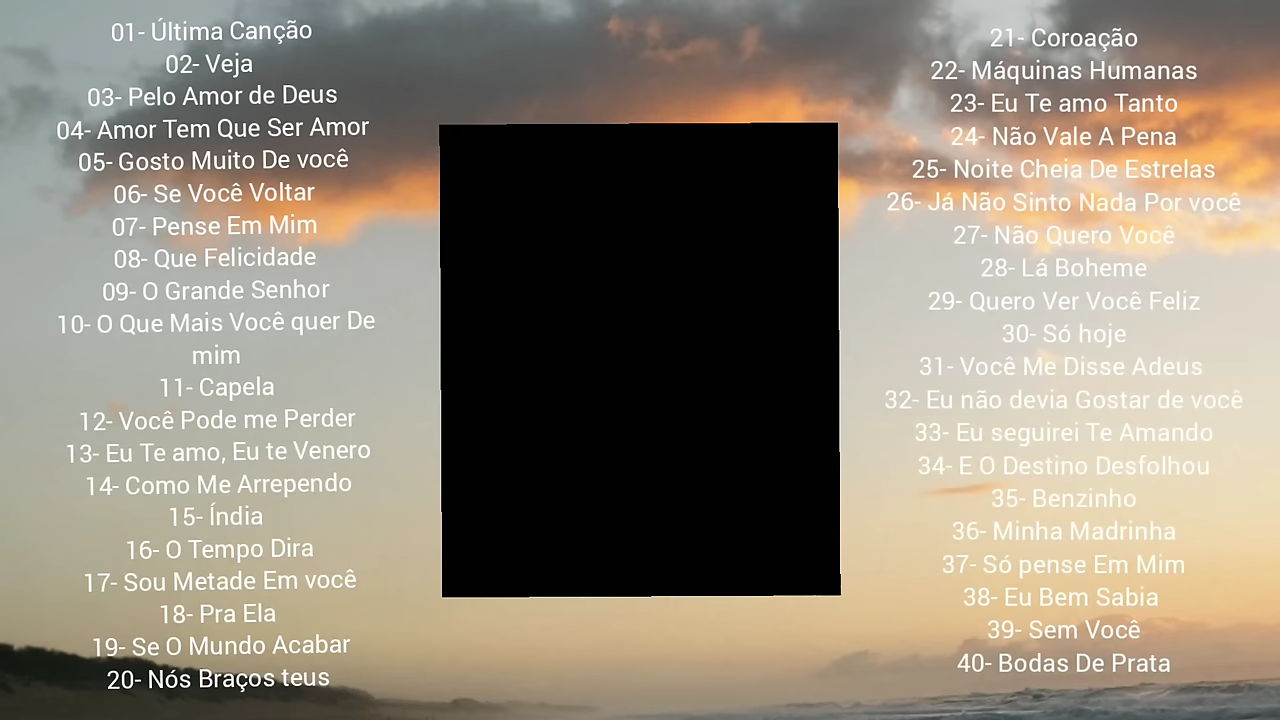 01- Última Canção
02- Veja
03- Pelo Amor de Deus
04- Amor Tem Que Ser Amor
05- Gosto Muito De você
06- Se Você Voltar
07- Pense Em Mim
08- Que Felicidade
09- O Grande Senhor
10- O Que Mais Você quer De
mim
11- Capela
12- Você Pode me Perder
13- Eu Te amo, Eu te Venero
14- Como Me Arrependo
15- Índia
16- O Tempo Dira
17- Sou Metade Em você
18- Pra Ela
19- Se O Mundo Acabar
20- Nós Braços teus
21- Coroação
22- Máquinas Humanas
23- Eu Te amo Tanto
24- Não Vale A Pena
25- Noite Cheia De Estrelas
26- Já Não Sinto Nada Por você
27- Não Quero Você
28- Lá Boheme
29- Quero Ver Você Feliz
30- Só hoje
31- Você Me Disse Adeus
32- Eu não devia Gostar de você
33- Eu seguirei Te Amando
34- E O Destino Desfolhou
35- Benzinho
36- Minha Madrinha
37- Só pense Em Mim
38- Eu Bem Sabia
39- Sem Você
40- Bodas De Prata